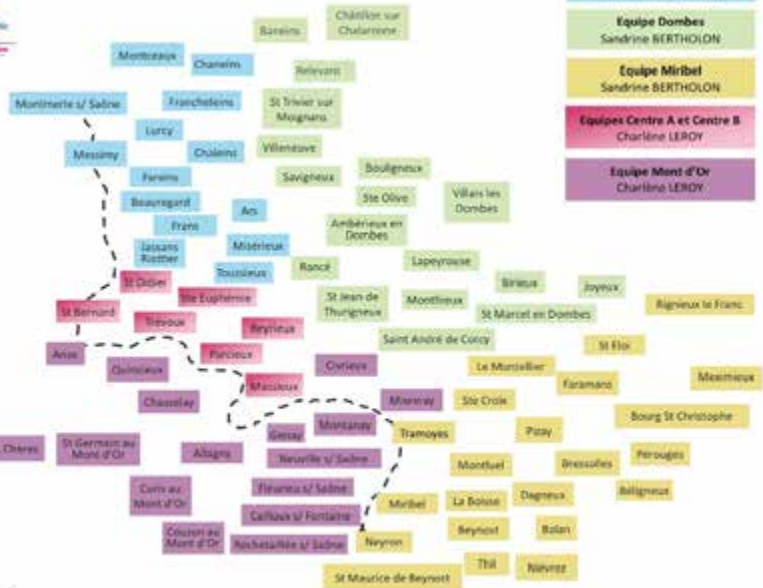 Châtillon sur
Chalaronne
Baneins
Equipe Dombes
Sandrine BERTHOLON
Montceaux
Chaneins
Relevant
Equipe Miribel
Sandrine BERTHOLON
Montmerle s/ Saône
Francheleins
St Trivier sur
Moignans
Equipes Centre A et Centre B
Charlène LEROY
Lurcy
Messimy
Chaleins
Villeneuve
Bouligneux
Equipe Mont d'Or
Charlène LEROY
Fareins
Savigneux
Ste Olive
Villars les
Dombes
Beauregard
Ars
Frans
Ambérieux en
Dombes
Jassans
Riottier
Misérieux
Toussieux
Rancé
Lapeyrouse
St Didier
Birieux
Joyeux
Ste Euphémie
St Bernard
St Jean de
Thurigneux
Monthieux
St Marcel en Dombes
Rignieux le Franc
Trévoux
Reyrieux
Saint André de Corcy
St Eloi
Anse
Parcieux
Quincieux
Civrieux
Le Montellier
Massieux
Faramans
Meximieux
Chasselay
Mionnay
Ste Croix
Bourg St Christophe
Genay
Montanay
Tramoyes
Pizay
Cheres
St Germain au
Mont d'Or
Albigny
Neuville s/ Saône
Montluel
Bressolles
Pérouges
Curis au
Mont d'Or
Fleurieu s/ Saône
Cailloux s/ Fontaine
Miribel
La Boisse
Dagneux
Béligneux
Couzon au
Mont d'Or
Rochetaillée s/ Saône
Neyron
Beynost
Balan
Thil
Niévroz
St Maurice de Beynost